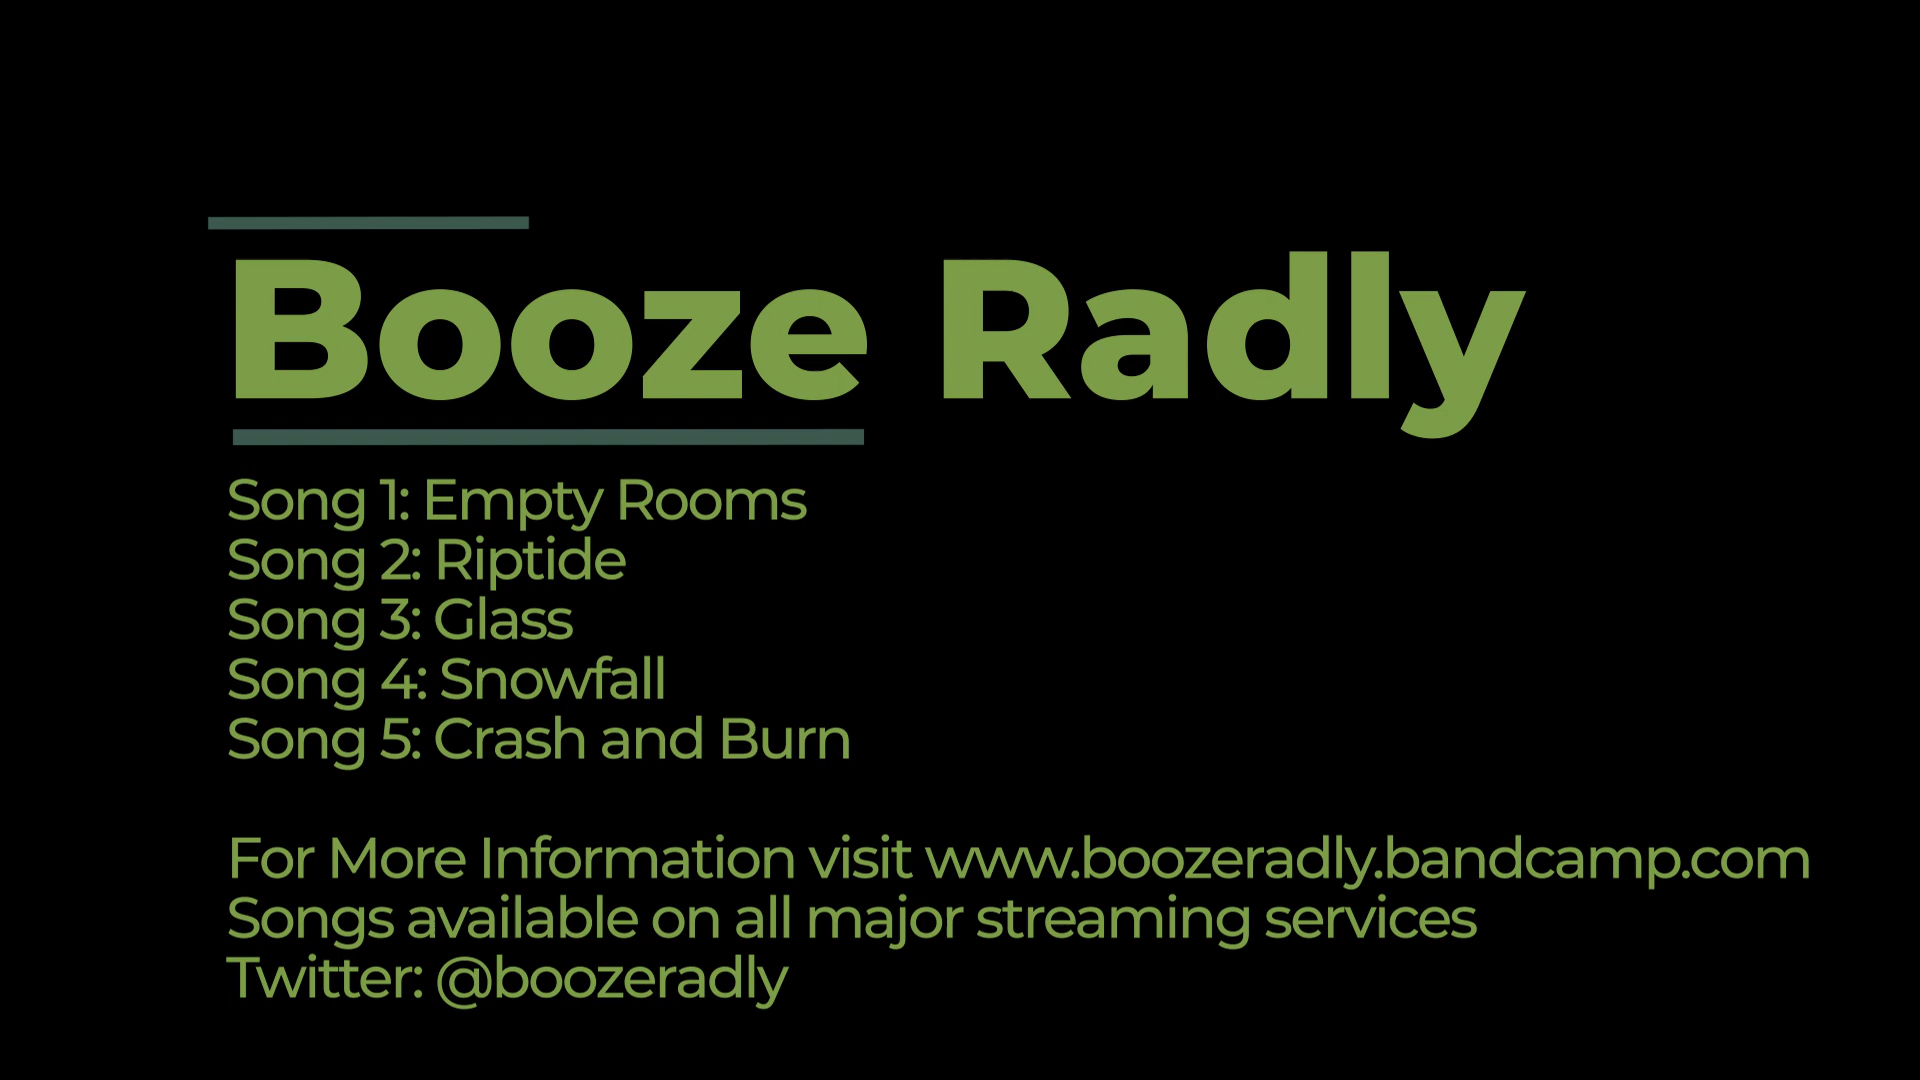 Booze Radly
Song 1: Empty Rooms
Song 2: Riptide
Song 3: Glass
Song 4: Snowfall
Song 5: Crash and Burn
For More Information visit www.boozeradly.bandcamp.com
Songs available on all major streaming services
Twitter: @boozeradly